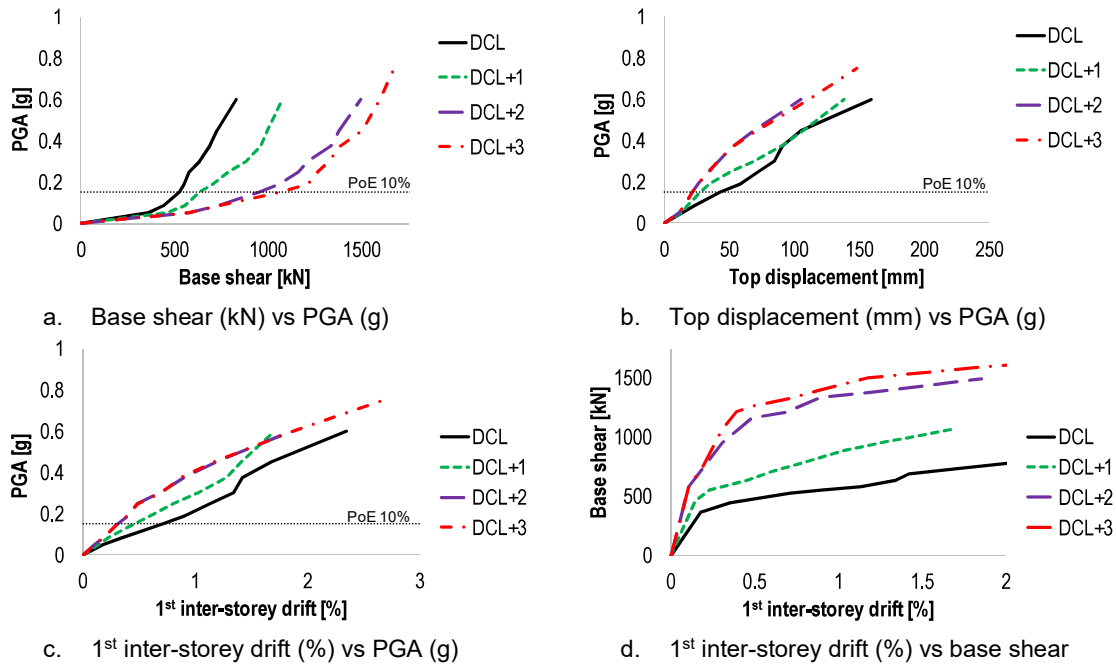 1
0.8
0.6
0.4
0.2
0
PGA [g]
0
500
1000
1500
Base shear [kN]
PoE 10%
DCL
DCL+1
DCL+2
DCL+3
a. Base shear (kN) vs PGA (g)
1
0.8
0.6
0.4
0.2
0
PGA [g]
0
50
100
150
200
250
Top displacement [mm]
PoE 10%
DCL
DCL+1
DCL+2
DCL+3
b. Top displacement (mm) vs PGA (g)
1
0.8
0.6
0.4
0.2
0
PGA [g]
0
1
2
3
1st inter-storey drift [%]
PoE 10%
DCL
DCL+1
DCL+2
DCL+3
c. 1st inter-storey drift (%) vs PGA (g)
1500
1000
500
0
Base shear [kN]
0
0.5
1
1.5
2
1st inter-storey drift [%]
DCL
DCL+1
DCL+2
DCL+3
d. 1st inter-storey drift (%) vs base shear